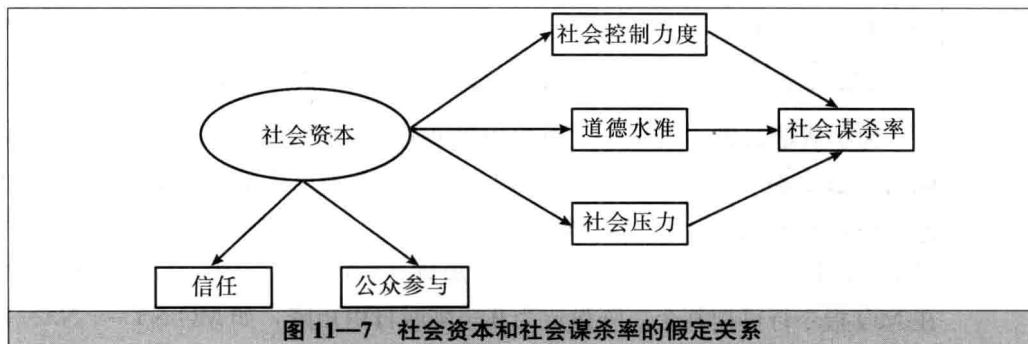 社会控制力度
社会资本
道德水准
社会谋杀率
社会压力
信任
公众参与
图 11—7 社会资本和社会谋杀率的假定关系